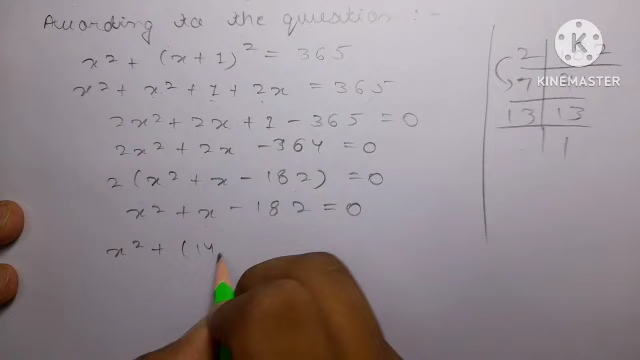 According to the question :-
x² + (x + 1)² = 365
x² + x² + 1 + 2x = 365
2x² + 2x + 1 - 365 = 0
2x² + 2x - 364 = 0
2 (x² + x - 182) = 0
x² + x - 182 = 0
x² + (14
2 2
7
13 13
1
KINEMASTER